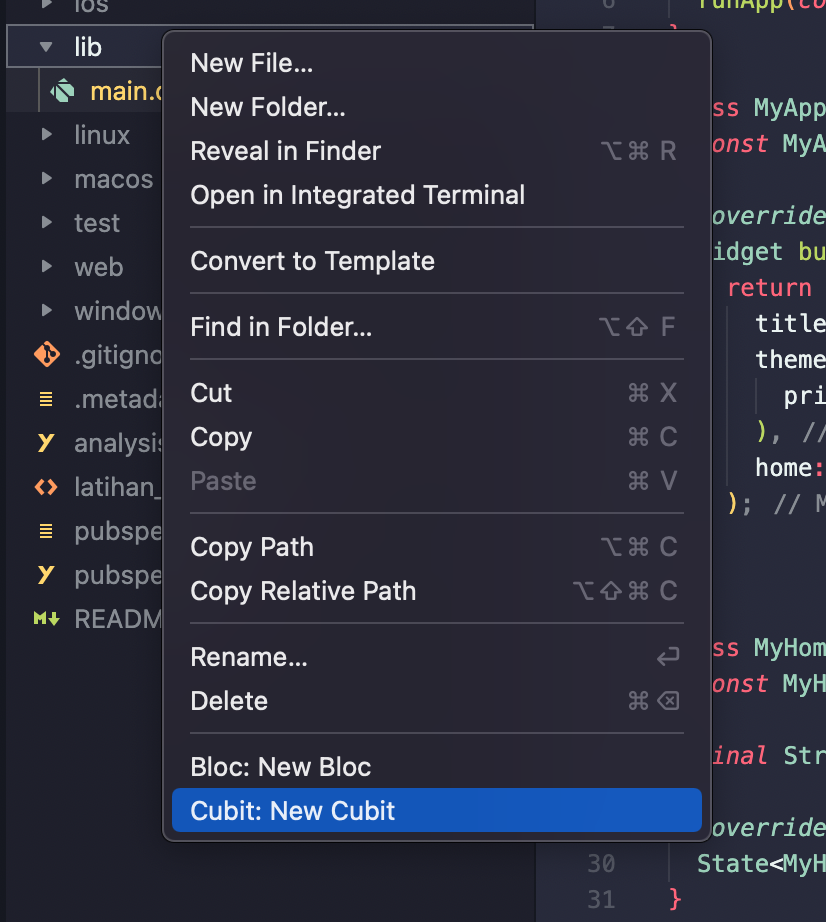 ios
lib
main.
linux
macos
test
web
window
.gitigno
.metad
analysis
latihan_
pubspe
pubspe
READM
New File...
New Folder...
Reveal in Finder ⌥⌘ R
Open in Integrated Terminal
Convert to Template
Find in Folder... ⌥⇧ F
Cut ⌘ X
Copy ⌘ C
Paste ⌘ V
Copy Path ⌥⌘ C
Copy Relative Path ⌥⇧⌘ C
Rename... ↩
Delete ⌘⌫
Bloc: New Bloc
Cubit: New Cubit
6 runApp(co
}
ss MyApp
onst MyA
override
idget bu
return
title
theme
pri
), //
home:
); // M
ss MyHom
onst MyH
inal Str
override
30 State<MyH
31 }